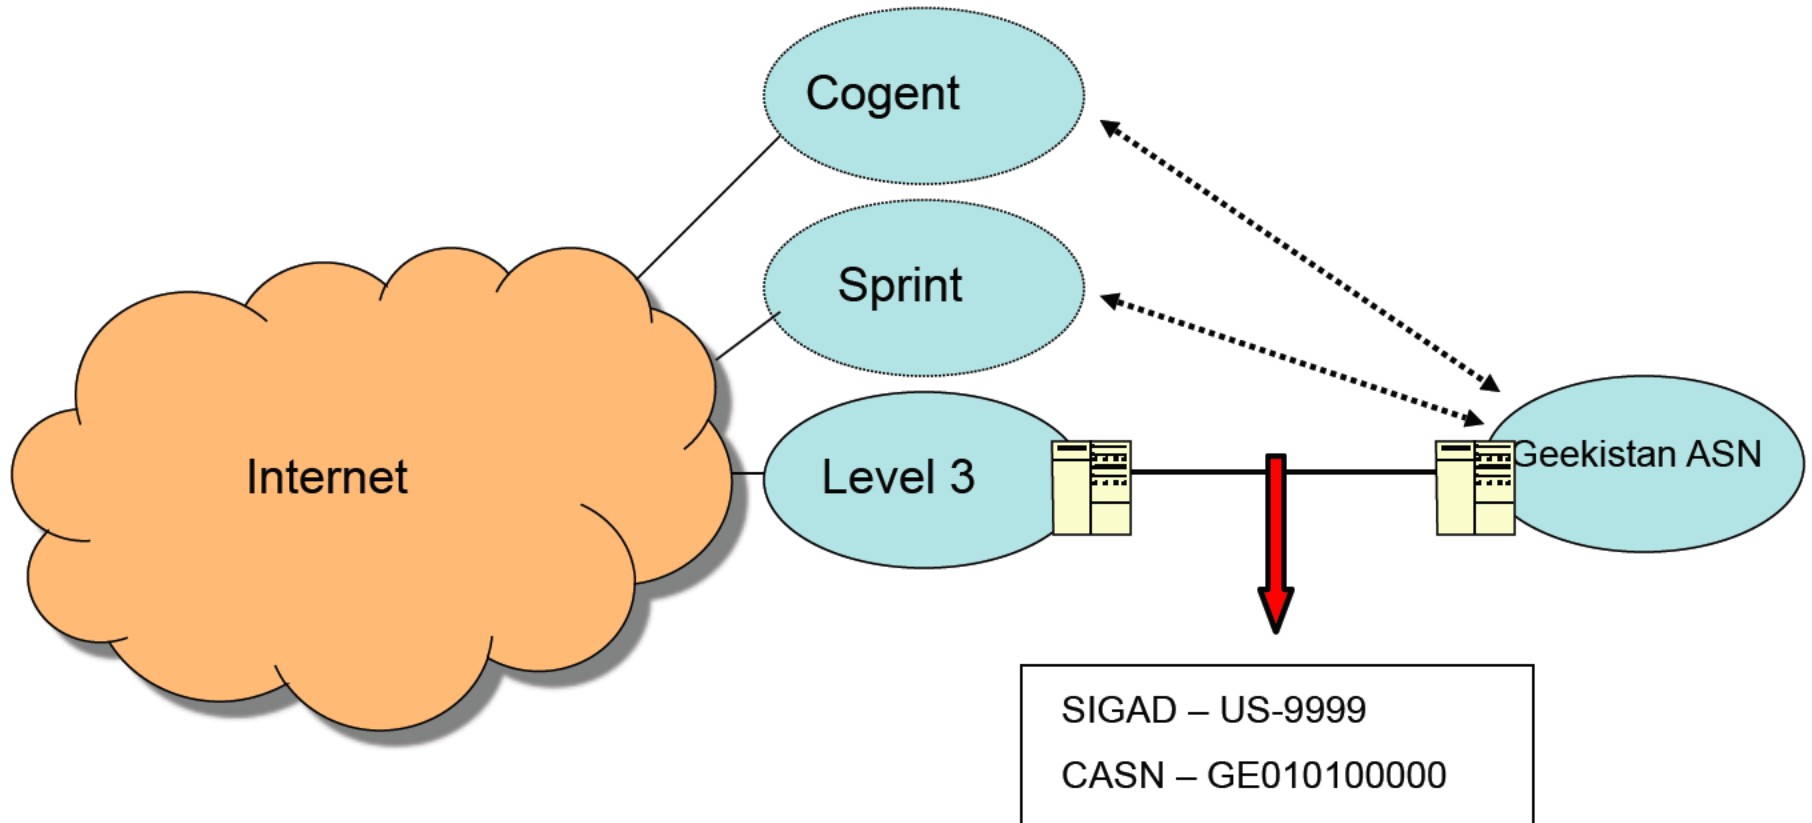 Cogent
Sprint
Level 3
Internet
Geekistan ASN
SIGAD – US-9999
CASN – GE010100000